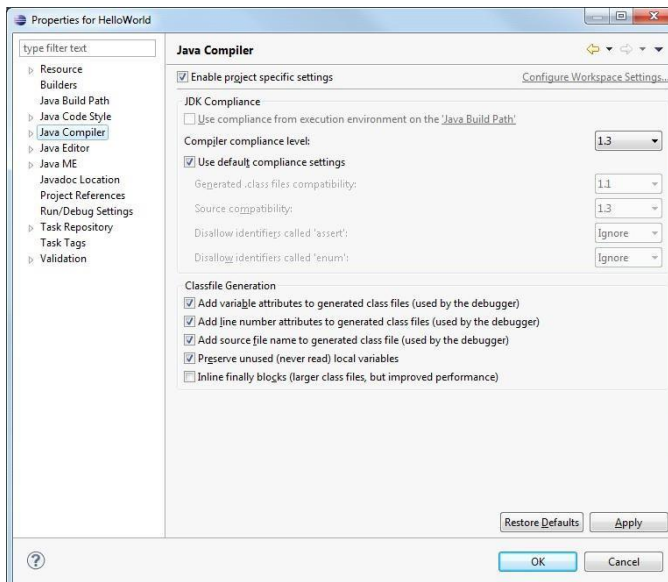 Properties for HelloWorld
type filter text
Resource
Builders
Java Build Path
Java Code Style
Java Compiler
Java Editor
Java ME
Javadoc Location
Project References
Run/Debug Settings
Task Repository
Task Tags
Validation
Java Compiler
Enable project specific settings
Configure Workspace Settings...
JDK Compliance
Use compliance from execution environment on the 'Java Build Path'
Compiler compliance level: 1.3
Use default compliance settings
Generated .class files compatibility: 1.1
Source compatibility: 1.3
Disallow identifiers called 'assert': Ignore
Disallow identifiers called 'enum': Ignore
Classfile Generation
Add variable attributes to generated class files (used by the debugger)
Add line number attributes to generated class files (used by the debugger)
Add source file name to generated class file (used by the debugger)
Preserve unused (never read) local variables
Inline finally blocks (larger class files, but improved performance)
Restore Defaults Apply
? OK Cancel